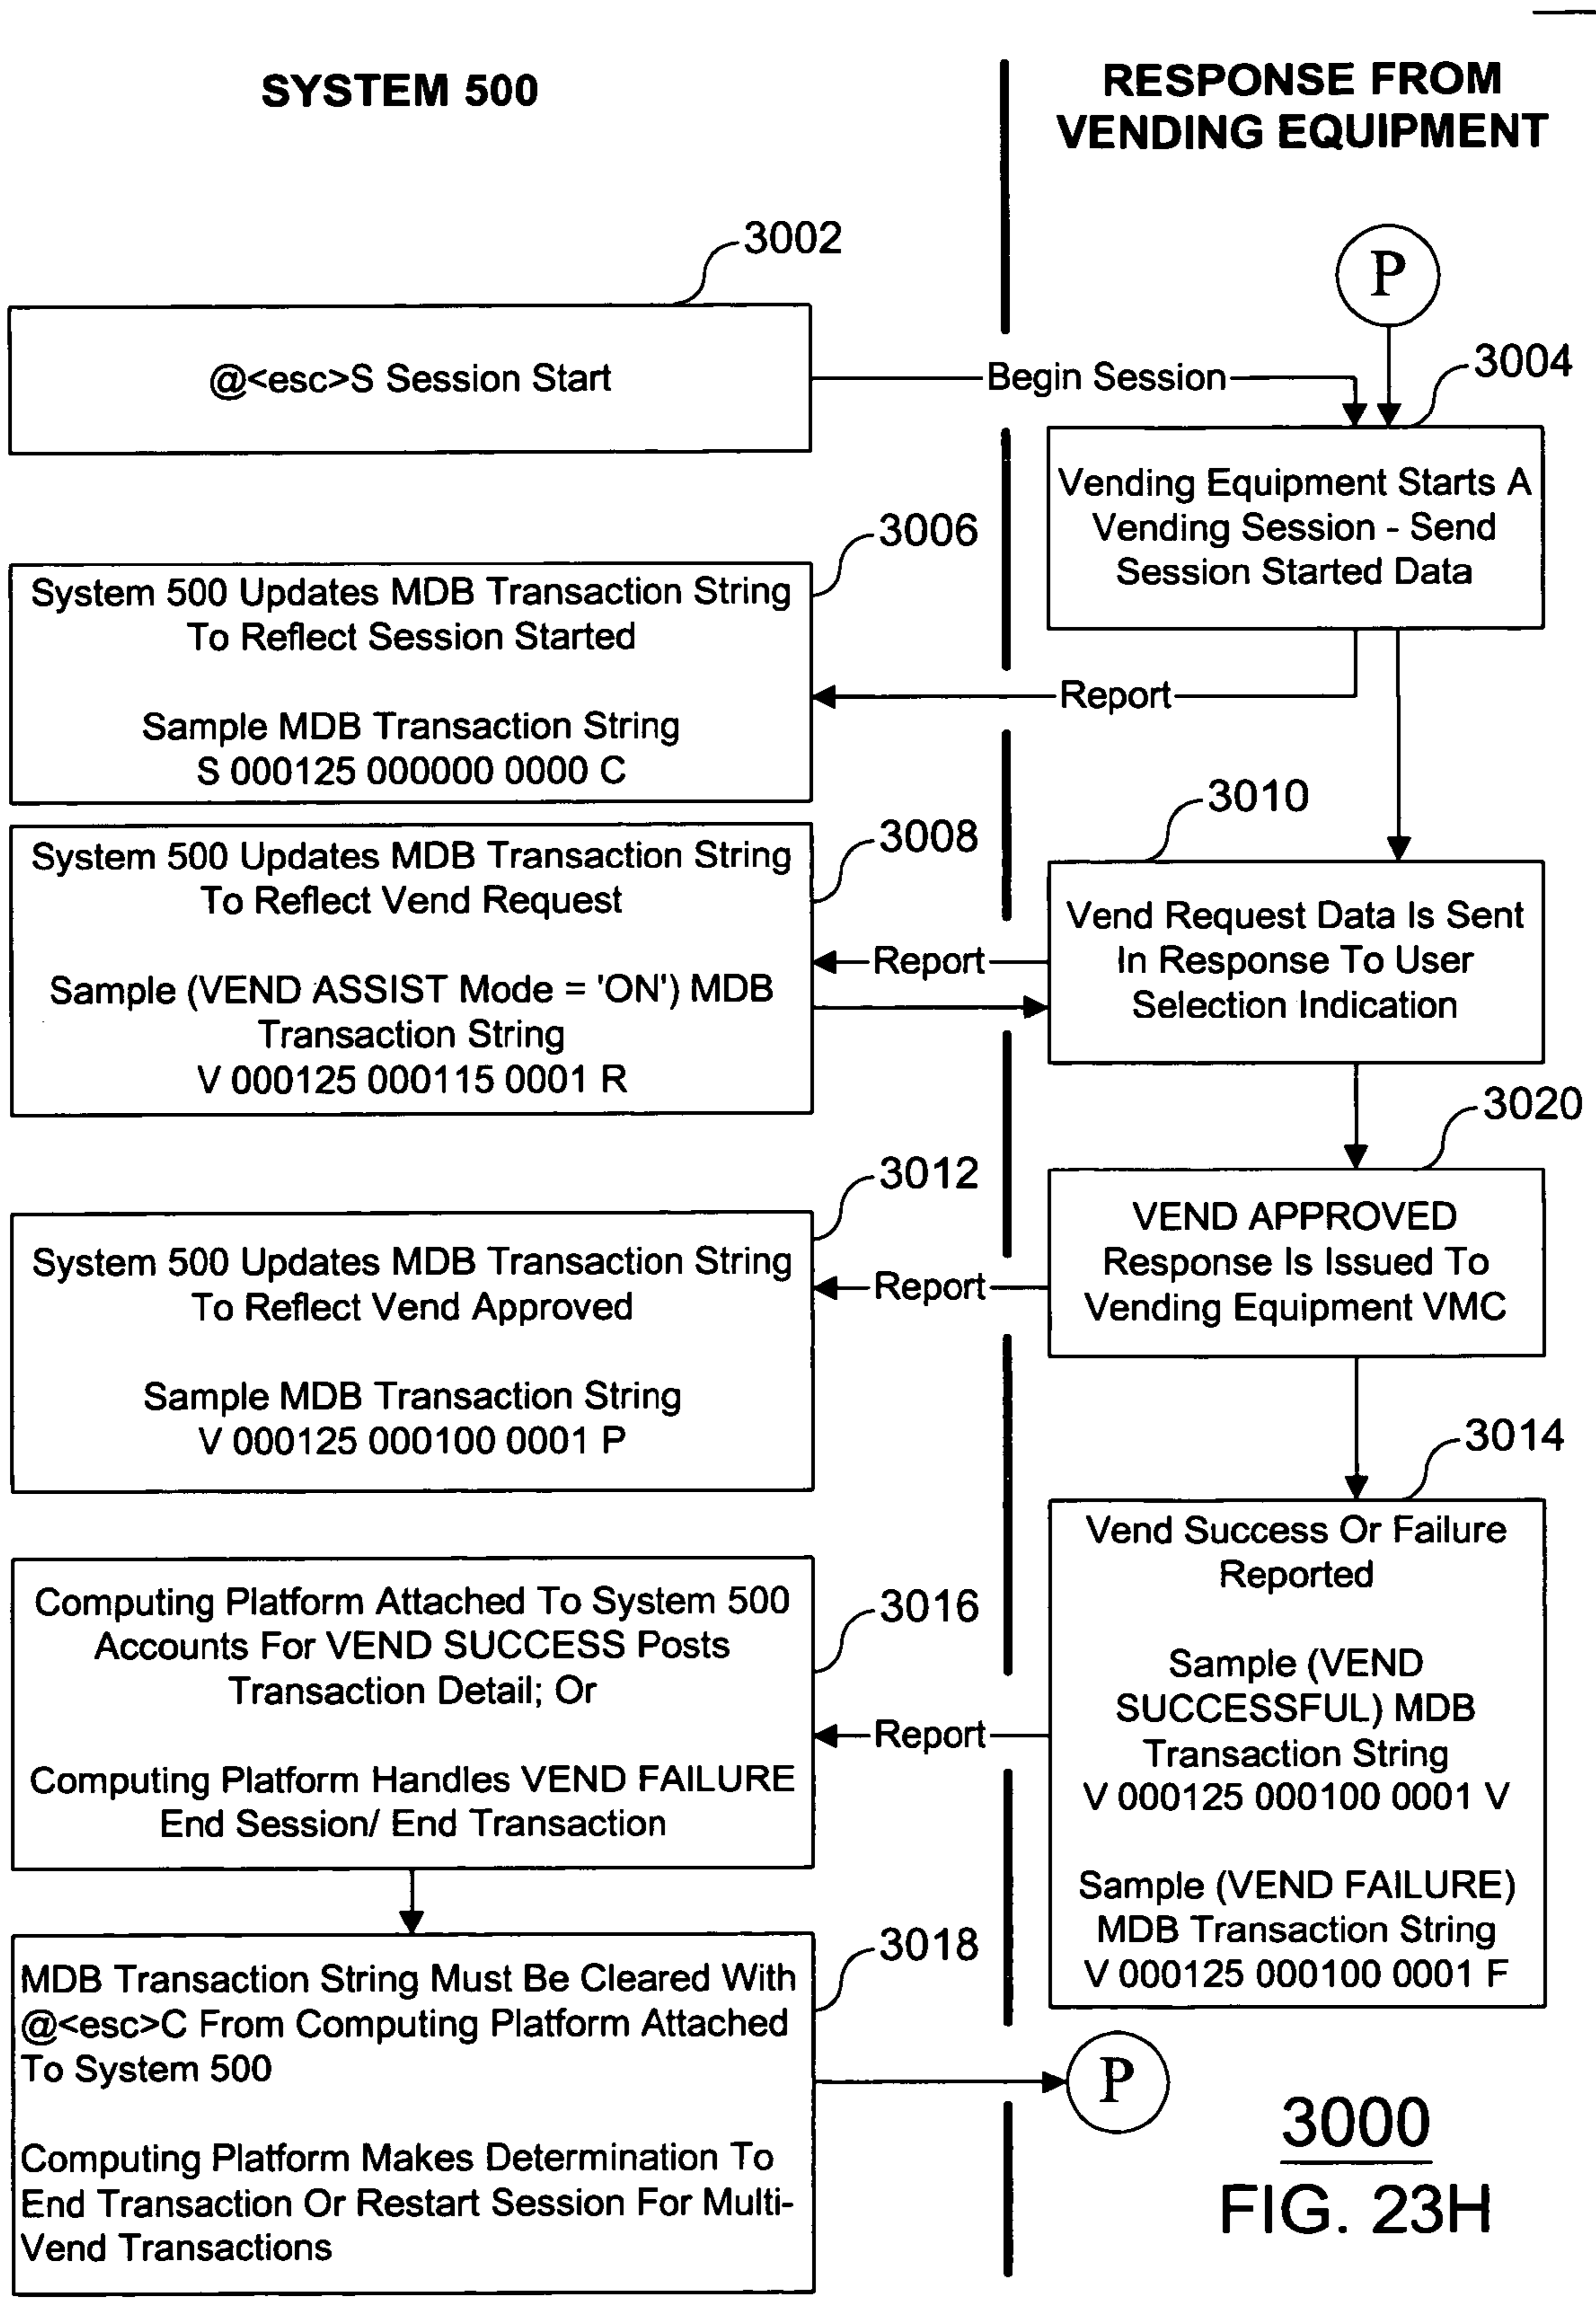 SYSTEM 500
RESPONSE FROM
VENDING EQUIPMENT
3002
P
@<esc>S Session Start
Begin Session
3004
Vending Equipment Starts A
Vending Session - Send
Session Started Data
3006
System 500 Updates MDB Transaction String
To Reflect Session Started
Sample MDB Transaction String
S 000125 000000 0000 C
Report
3008
System 500 Updates MDB Transaction String
To Reflect Vend Request
Sample (VEND ASSIST Mode = 'ON') MDB
Transaction String
V 000125 000115 0001 R
Report
3010
Vend Request Data Is Sent
In Response To User
Selection Indication
3020
VEND APPROVED
Response Is Issued To
Vending Equipment VMC
3012
System 500 Updates MDB Transaction String
To Reflect Vend Approved
Sample MDB Transaction String
V 000125 000100 0001 P
Report
3014
Vend Success Or Failure
Reported
Sample (VEND
SUCCESSFUL) MDB
Transaction String
V 000125 000100 0001 V
Sample (VEND FAILURE)
MDB Transaction String
V 000125 000100 0001 F
3016
Computing Platform Attached To System 500
Accounts For VEND SUCCESS Posts
Transaction Detail; Or
Computing Platform Handles VEND FAILURE
End Session/ End Transaction
Report
3018
MDB Transaction String Must Be Cleared With
@<esc>C From Computing Platform Attached
To System 500
Computing Platform Makes Determination To
End Transaction Or Restart Session For Multi-
Vend Transactions
P
3000
FIG. 23H